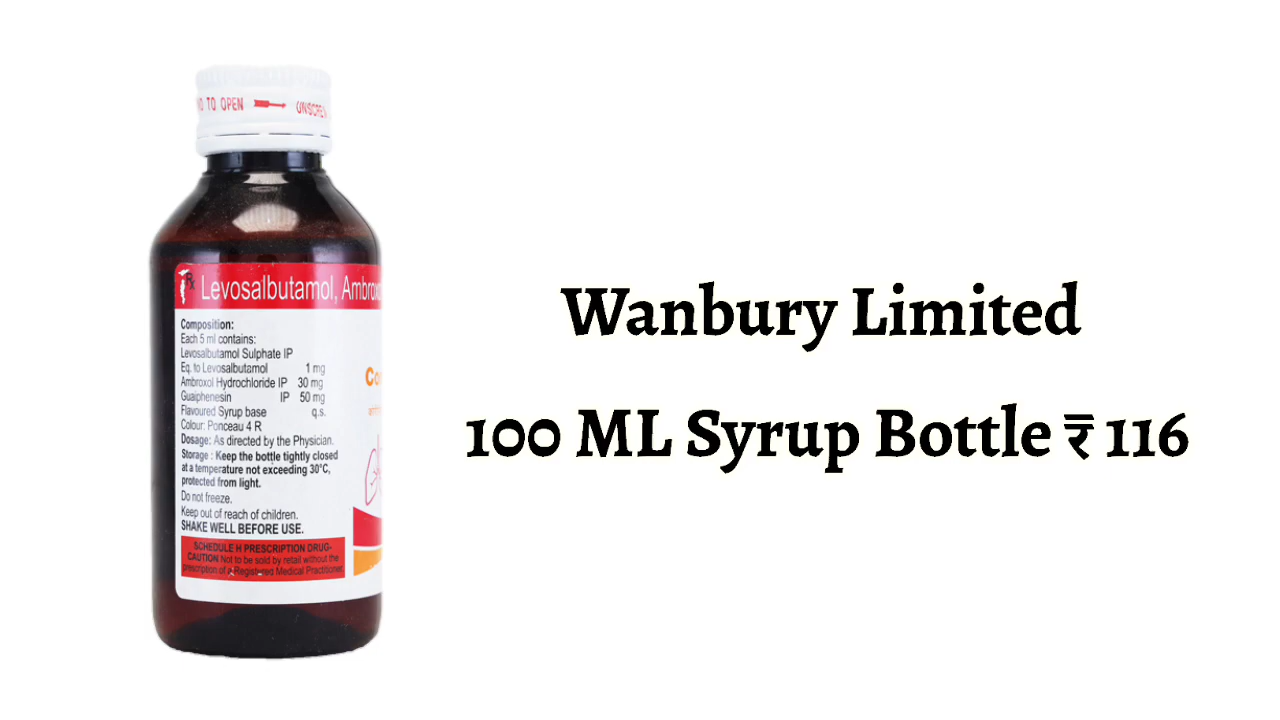 TO OPEN UNSCREW
Rx Levosalbutamol,
Composition:
Each 5 ml contains:
Levosalbutamol Sulphate IP
Eq. to Levosalbutamol 1 mg
Ambroxol Hydrochloride IP 30 mg
Guaiphenesin IP 50 mg
Flavoured Syrup base q.s.
Colour: Ponceau 4 R
Dosage: As directed by the Physician.
Storage : Keep the bottle tightly closed
at a temperature not exceeding 30°C,
protected from light.
Do not freeze.
Keep out of reach of children.
SHAKE WELL BEFORE USE.
SCHEDULE H PRESCRIPTION DRUG-
CAUTION Not to be sold by retail without the
prescription of a Registered Medical Practitioner.
Wanbury Limited
100 ML Syrup Bottle ₹ 116